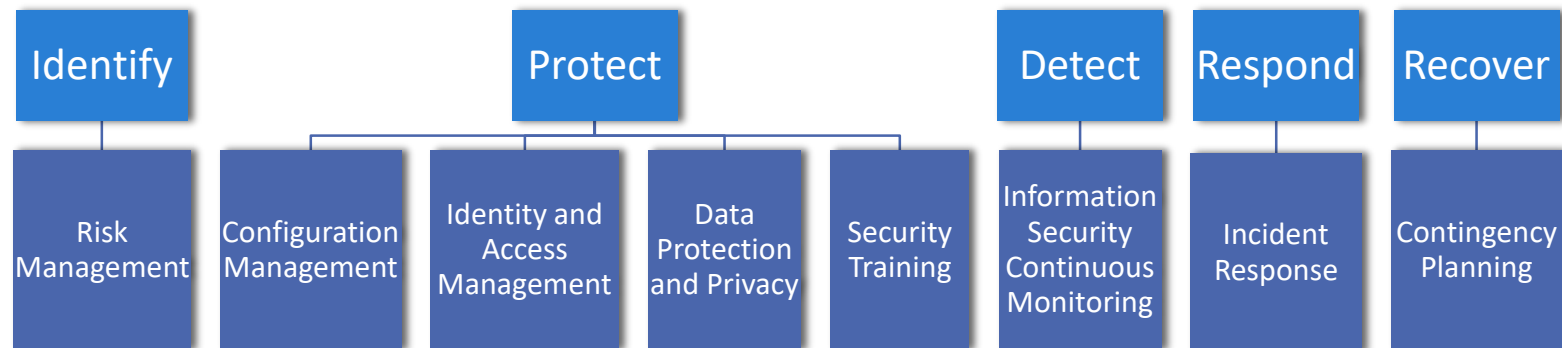 Identify
Protect
Detect
Respond
Recover
Risk
Management
Configuration
Management
Identity and
Access
Management
Data
Protection
and Privacy
Security
Training
Information
Security
Continuous
Monitoring
Incident
Response
Contingency
Planning